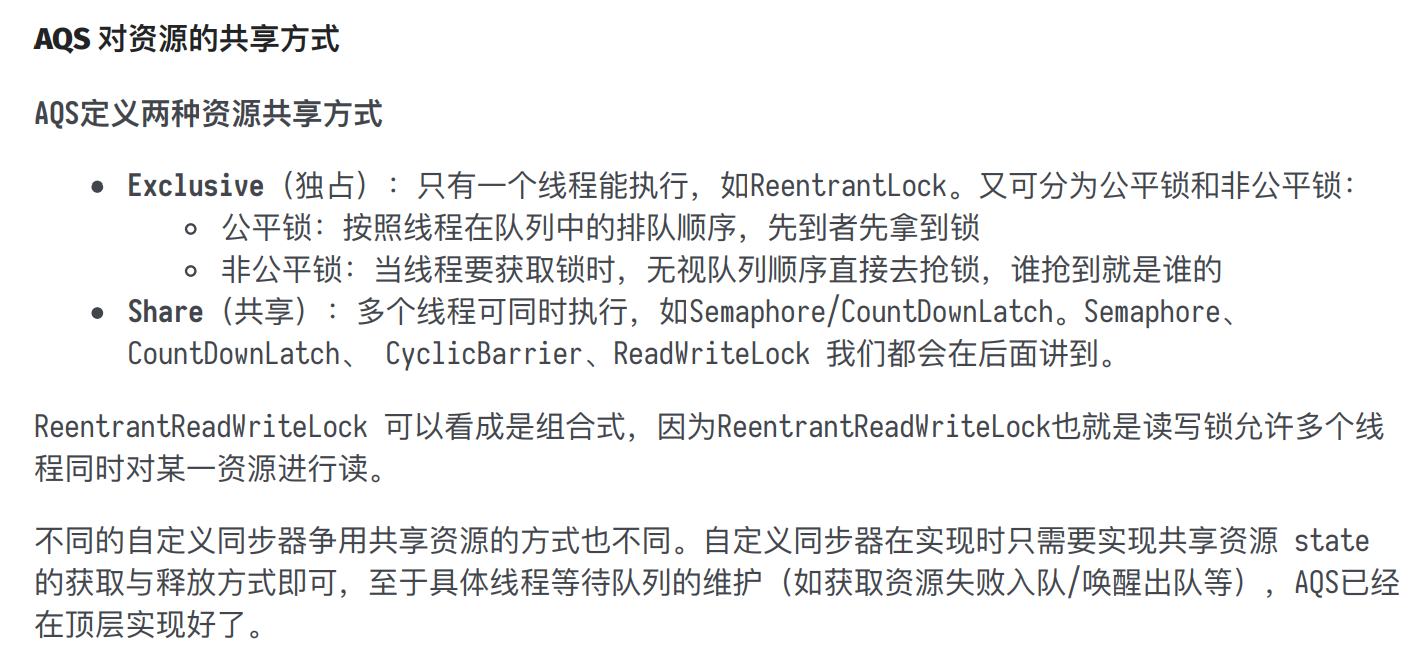 AQS 对资源的共享方式
AQS定义两种资源共享方式
● Exclusive（独占）：只有一个线程能执行，如ReentrantLock。又可分为公平锁和非公平锁：
○ 公平锁：按照线程在队列中的排队顺序，先到者先拿到锁
○ 非公平锁：当线程要获取锁时，无视队列顺序直接去抢锁，谁抢到就是谁的
● Share（共享）：多个线程可同时执行，如Semaphore/CountDownLatch。Semaphore、
CountDownLatch、 CyclicBarrier、ReadWriteLock 我们都会在后面讲到。
ReentrantReadWriteLock 可以看成是组合式，因为ReentrantReadWriteLock也就是读写锁允许多个线
程同时对某一资源进行读。
不同的自定义同步器争用共享资源的方式也不同。自定义同步器在实现时只需要实现共享资源 state
的获取与释放方式即可，至于具体线程等待队列的维护（如获取资源失败入队/唤醒出队等），AQS已经
在顶层实现好了。